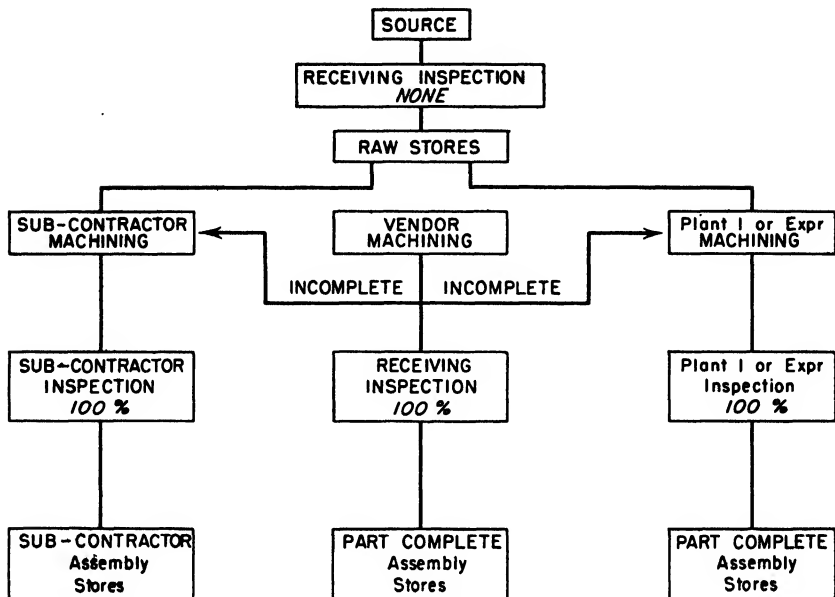 SOURCE
RECEIVING INSPECTION
NONE
RAW STORES
SUB-CONTRACTOR
MACHINING
VENDOR
MACHINING
Plant I or Expr
MACHINING
INCOMPLETE
INCOMPLETE
SUB-CONTRACTOR
INSPECTION
100 %
RECEIVING
INSPECTION
100 %
Plant I or Expr
Inspection
100 %
SUB-CONTRACTOR
Assembly
Stores
PART COMPLETE
Assembly
Stores
PART COMPLETE
Assembly
Stores